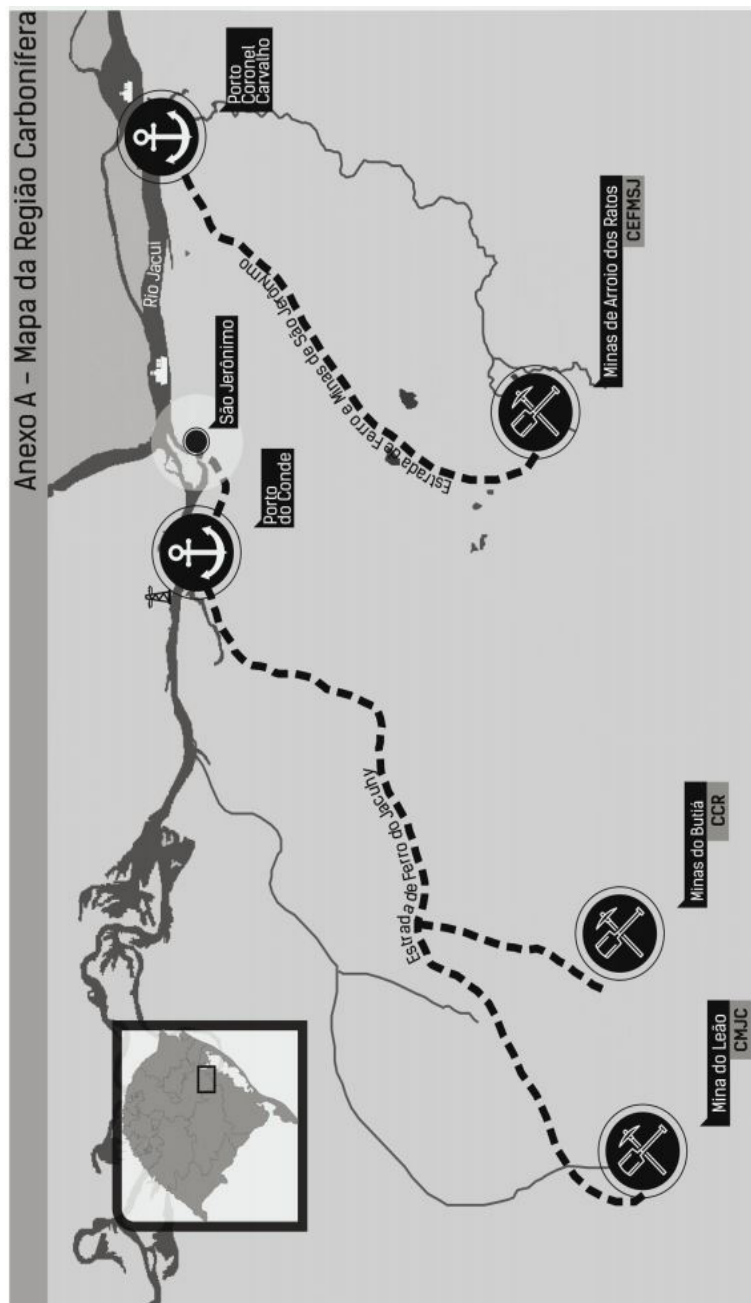 Anexo A – Mapa da Região Carbonífera
Rio Jacuí
Porto
Coronel
Carvalho
São Jerônimo
Porto
do Conde
Estrada de Ferro e Minas de São Jerônymo
Estrada de Ferro do Jacuhy
Minas de Arroio dos Ratos
CEFMSJ
Minas do Butiá
CCR
Mina do Leão
CMJC